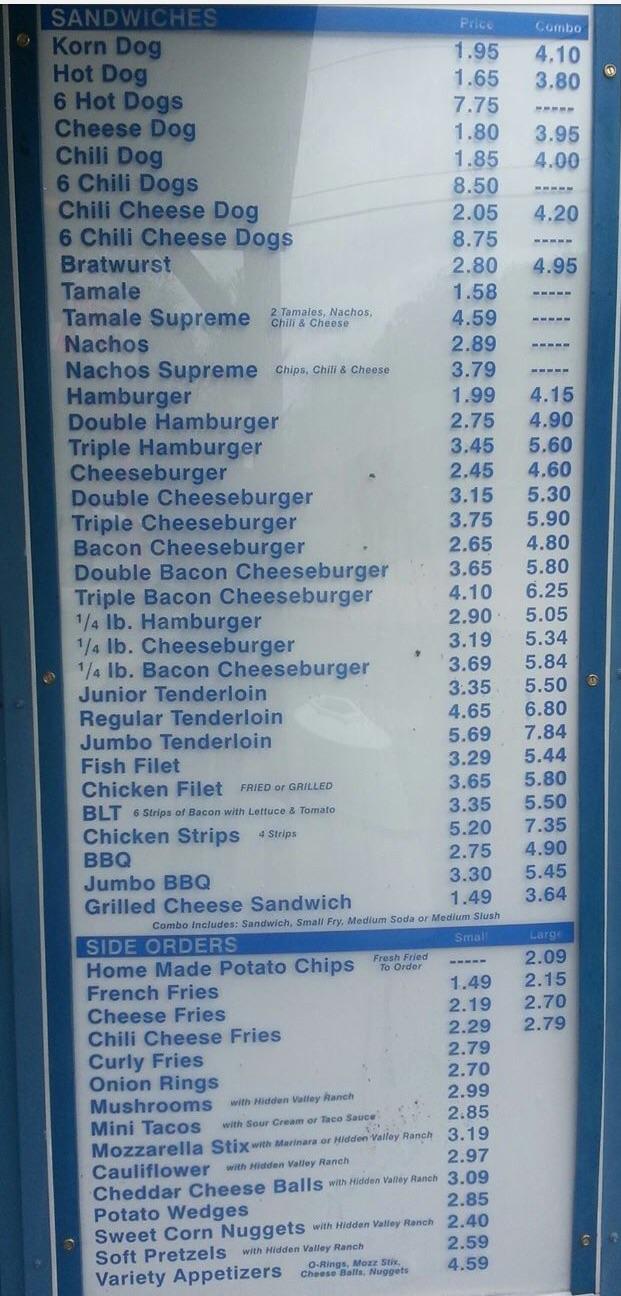 SANDWICHES Price Combo
Korn Dog 1.95 4.10
Hot Dog 1.65 3.80
6 Hot Dogs 7.75 -----
Cheese Dog 1.80 3.95
Chili Dog 1.85 4.00
6 Chili Dogs 8.50 -----
Chili Cheese Dog 2.05 4.20
6 Chili Cheese Dogs 8.75 -----
Bratwurst 2.80 4.95
Tamale 1.58 -----
Tamale Supreme 2 Tamales, Nachos, Chili & Cheese 4.59 -----
Nachos 2.89 -----
Nachos Supreme Chips, Chili & Cheese 3.79 -----
Hamburger 1.99 4.15
Double Hamburger 2.75 4.90
Triple Hamburger 3.45 5.60
Cheeseburger 2.45 4.60
Double Cheeseburger 3.15 5.30
Triple Cheeseburger 3.75 5.90
Bacon Cheeseburger 2.65 4.80
Double Bacon Cheeseburger 3.65 5.80
Triple Bacon Cheeseburger 4.10 6.25
1/4 lb. Hamburger 2.90 5.05
1/4 lb. Cheeseburger 3.19 5.34
1/4 lb. Bacon Cheeseburger 3.69 5.84
Junior Tenderloin 3.35 5.50
Regular Tenderloin 4.65 6.80
Jumbo Tenderloin 5.69 7.84
Fish Filet 3.29 5.44
Chicken Filet FRIED or GRILLED 3.65 5.80
BLT 6 Strips of Bacon with Lettuce & Tomato 3.35 5.50
Chicken Strips 4 Strips 5.20 7.35
BBQ 2.75 4.90
Jumbo BBQ 3.30 5.45
Grilled Cheese Sandwich 1.49 3.64
Combo Includes: Sandwich, Small Fry, Medium Soda or Medium Slush
SIDE ORDERS Small Large
Home Made Potato Chips Fresh Fried To Order ----- 2.09
French Fries 1.49 2.15
Cheese Fries 2.19 2.70
Chili Cheese Fries 2.29 2.79
Curly Fries 2.79
Onion Rings 2.70
Mushrooms with Hidden Valley Ranch 2.99
Mini Tacos with Sour Cream or Taco Sauce 2.85
Mozzarella Stix with Marinara or Hidden Valley Ranch 3.19
Cauliflower with Hidden Valley Ranch 2.97
Cheddar Cheese Balls with Hidden Valley Ranch 3.09
Potato Wedges 2.85
Sweet Corn Nuggets with Hidden Valley Ranch 2.40
Soft Pretzels with Hidden Valley Ranch 2.59
Variety Appetizers O-Rings, Mozz Stix, Cheese Balls, Nuggets 4.59